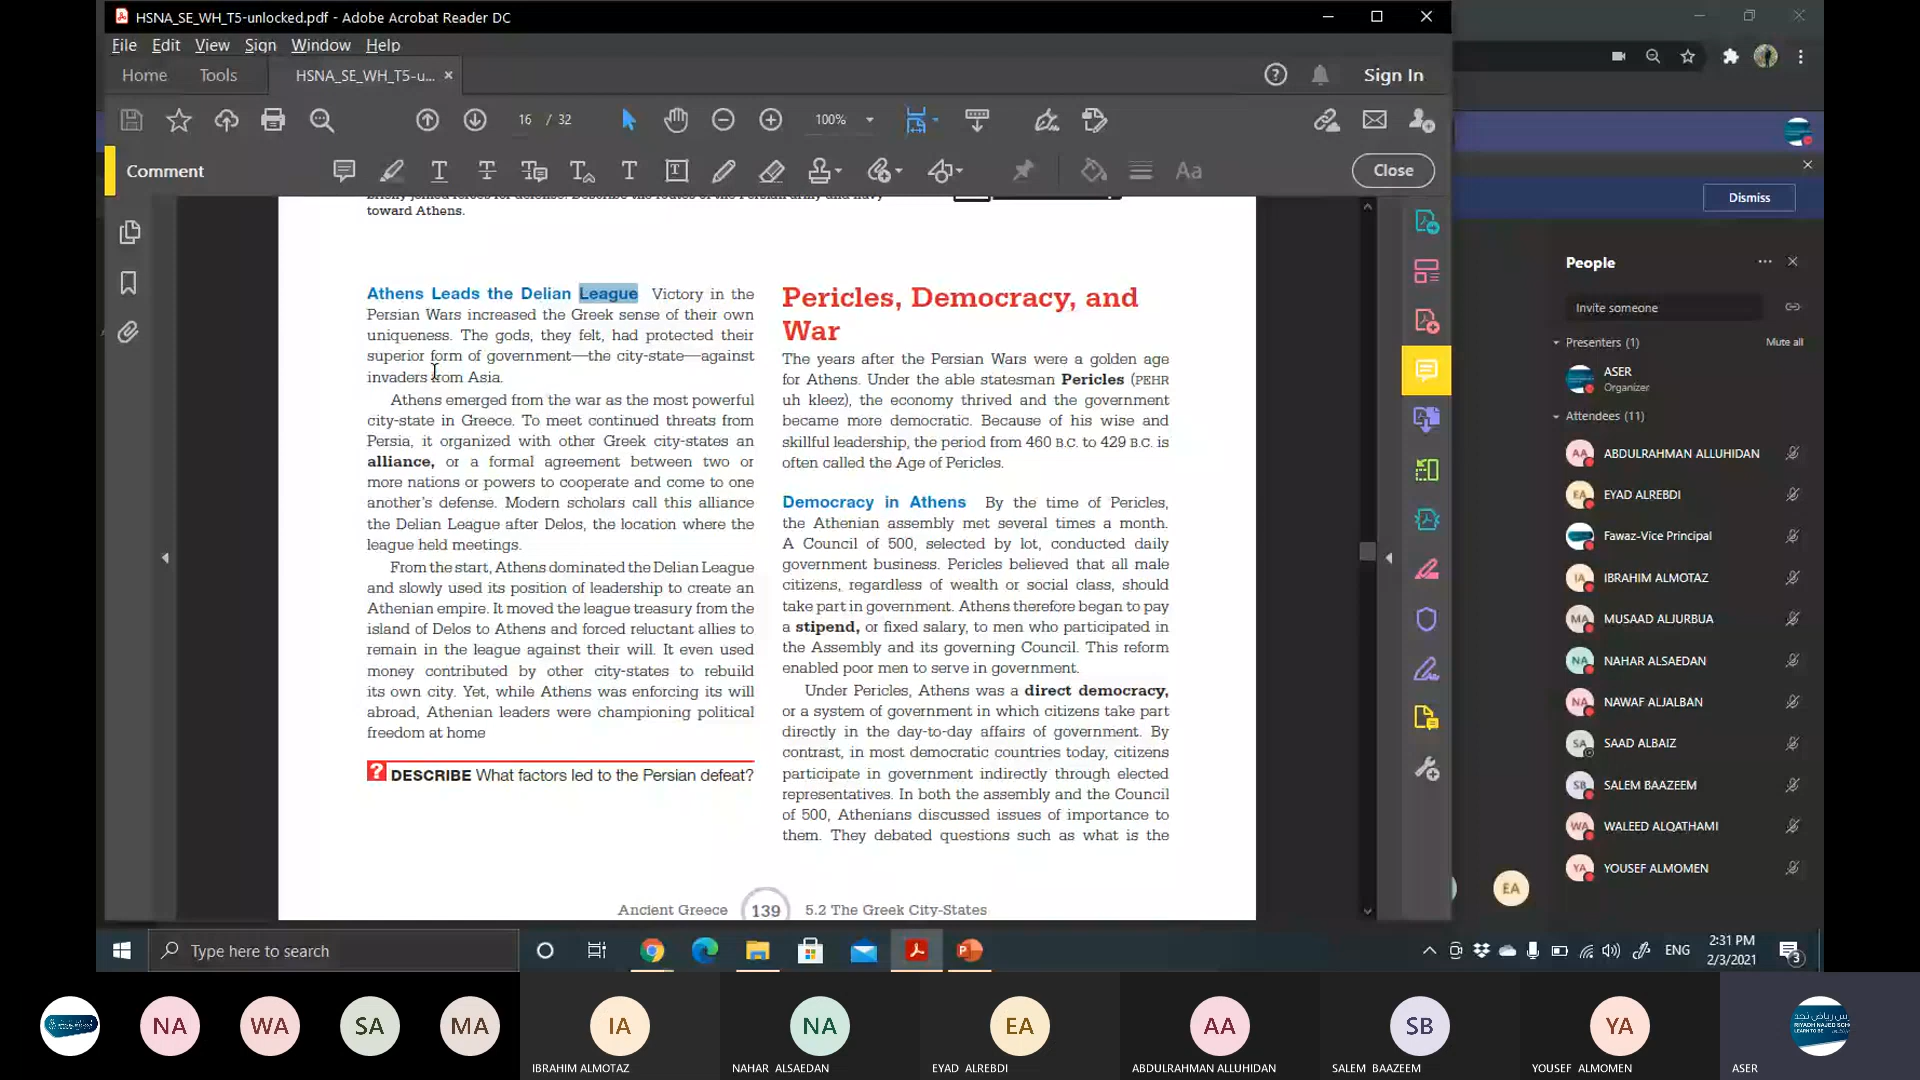 HSNA_SE_WH_T5-unlocked.pdf - Adobe Acrobat Reader DC
File Edit View Sign Window Help
Home Tools HSNA_SE_WH_T5-u... ×
Sign In
16 / 32
100%
Comment
Close
Dismiss
toward Athens.
Athens Leads the Delian League Victory in the
Persian Wars increased the Greek sense of their own
uniqueness. The gods, they felt, had protected their
superior form of government—the city-state—against
invaders from Asia.
Athens emerged from the war as the most powerful
city-state in Greece. To meet continued threats from
Persia, it organized with other Greek city-states an
alliance, or a formal agreement between two or
more nations or powers to cooperate and come to one
another's defense. Modern scholars call this alliance
the Delian League after Delos, the location where the
league held meetings.
From the start, Athens dominated the Delian League
and slowly used its position of leadership to create an
Athenian empire. It moved the league treasury from the
island of Delos to Athens and forced reluctant allies to
remain in the league against their will. It even used
money contributed by other city-states to rebuild
its own city. Yet, while Athens was enforcing its will
abroad, Athenian leaders were championing political
freedom at home
? DESCRIBE What factors led to the Persian defeat?
Pericles, Democracy, and
War
The years after the Persian Wars were a golden age
for Athens. Under the able statesman Pericles (PEHR
uh kleez), the economy thrived and the government
became more democratic. Because of his wise and
skillful leadership, the period from 460 B.C. to 429 B.C. is
often called the Age of Pericles.
Democracy in Athens By the time of Pericles,
the Athenian assembly met several times a month.
A Council of 500, selected by lot, conducted daily
government business. Pericles believed that all male
citizens, regardless of wealth or social class, should
take part in government. Athens therefore began to pay
a stipend, or fixed salary, to men who participated in
the Assembly and its governing Council. This reform
enabled poor men to serve in government.
Under Pericles, Athens was a direct democracy,
or a system of government in which citizens take part
directly in the day-to-day affairs of government. By
contrast, in most democratic countries today, citizens
participate in government indirectly through elected
representatives. In both the assembly and the Council
of 500, Athenians discussed issues of importance to
them. They debated questions such as what is the
Ancient Greece 139 5.2 The Greek City-States
People
Invite someone
Presenters (1) Mute all
ASER
Organizer
Attendees (11)
AA ABDULRAHMAN ALLUHIDAN
EA EYAD ALREBDI
Fawaz-Vice Principal
IA IBRAHIM ALMOTAZ
MA MUSAAD ALJURBUA
NA NAHAR ALSAEDAN
NA NAWAF ALJALBAN
SA SAAD ALBAIZ
SB SALEM BAAZEEM
WA WALEED ALQATHAMI
YA YOUSEF ALMOMEN
EA
Type here to search
ENG
2:31 PM
2/3/2021
3
NA WA SA MA IA NA EA AA SB YA
IBRAHIM ALMOTAZ NAHAR ALSAEDAN EYAD ALREBDI ABDULRAHMAN ALLUHIDAN SALEM BAAZEEM YOUSEF ALMOMEN ASER